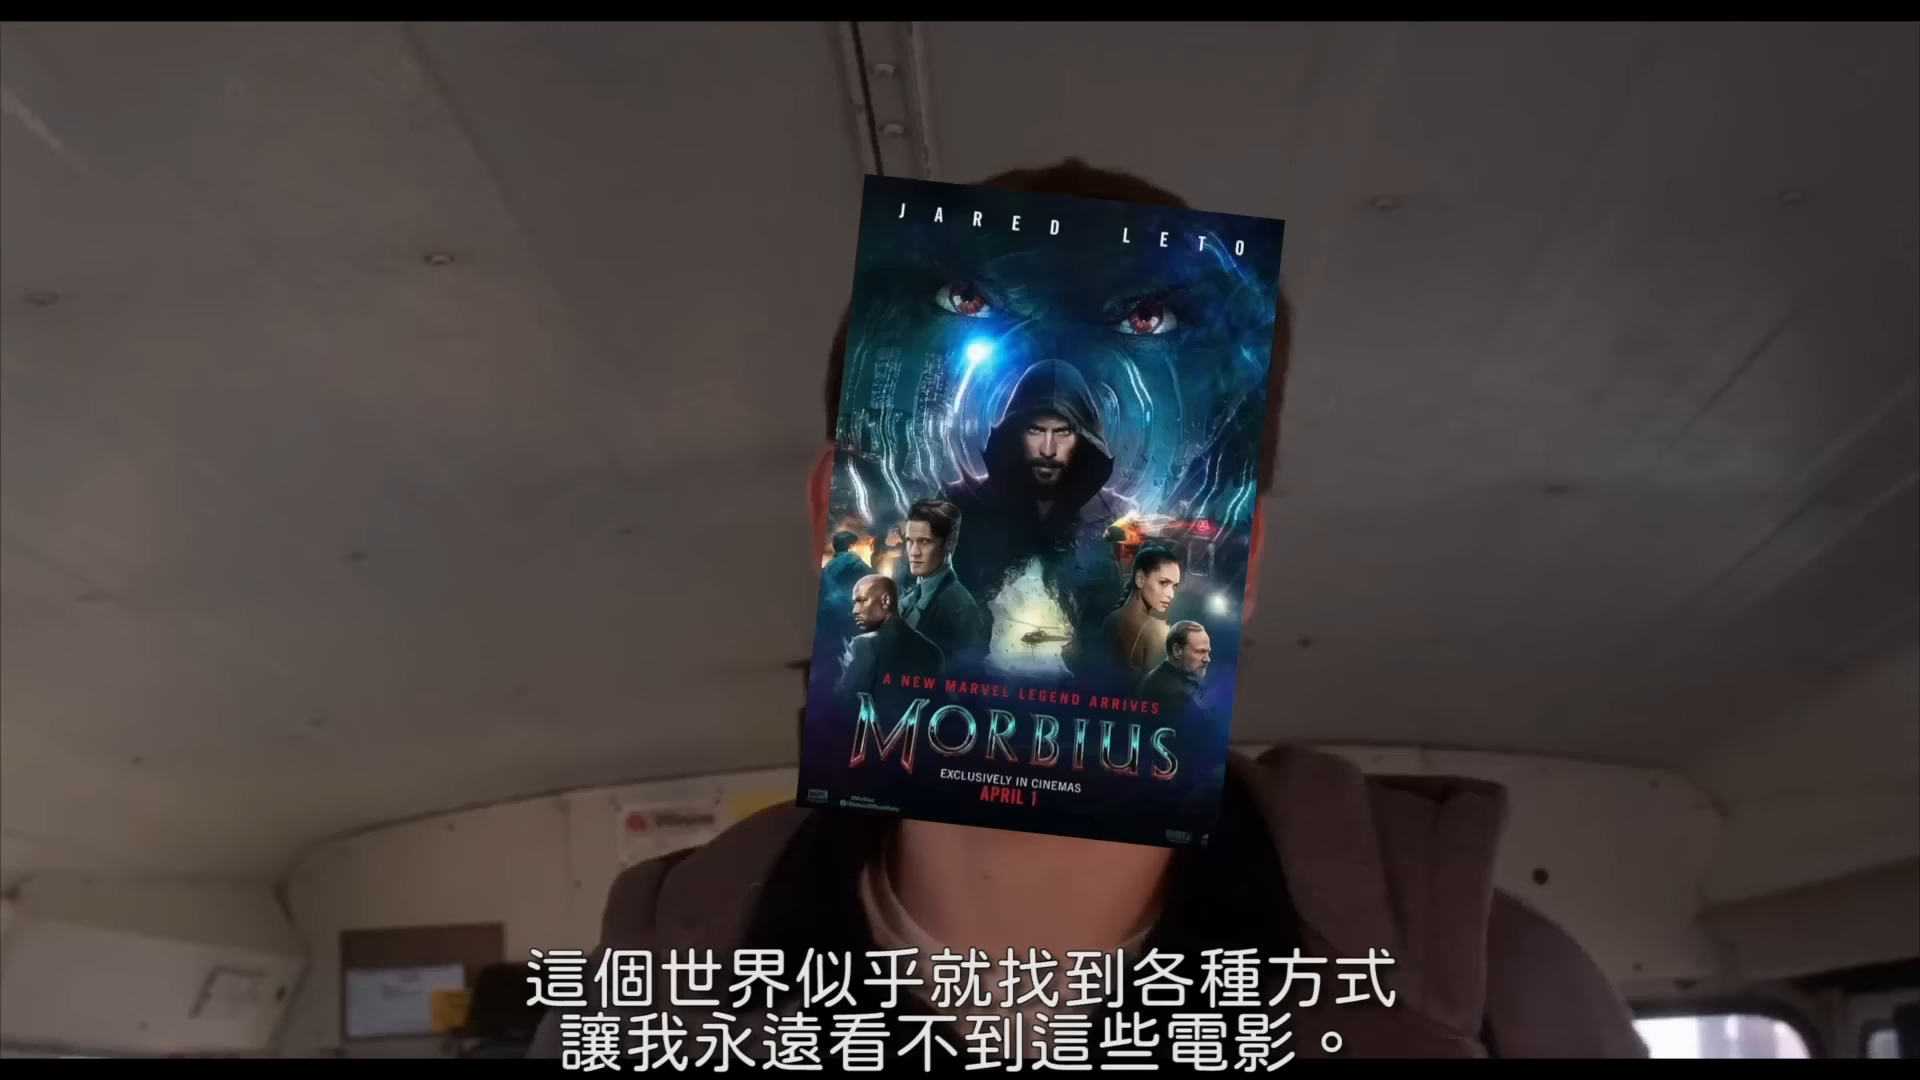 JARED LETO
A NEW MARVEL LEGEND ARRIVES
MORBIUS
EXCLUSIVELY IN CINEMAS
APRIL 1
這個世界似乎就找到各種方式
讓我永遠看不到這些電影。